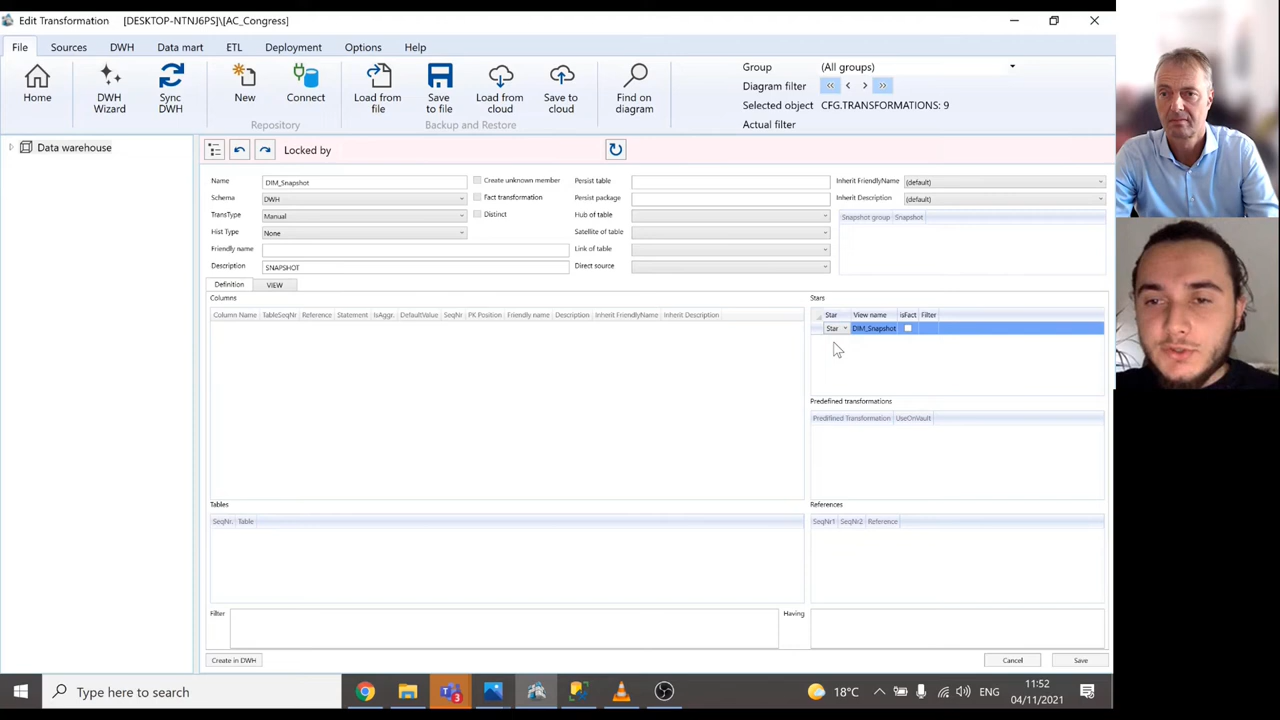 Edit Transformation [DESKTOP-NTNJ6PS]\[AC_Congress]
File Sources DWH Data mart ETL Deployment Options Help
Home
DWH Wizard
Sync DWH
New
Connect
Load from file
Save to file
Load from cloud
Save to cloud
Find on diagram
Repository
Backup and Restore
Group (All groups)
Diagram filter
Selected object CFG.TRANSFORMATIONS: 9
Actual filter
Data warehouse
Locked by
Name DIM_Snapshot Create unknown member Persist table Inherit FriendlyName (default)
Schema DWH Fact transformation Persist package Inherit Description (default)
TransType Manual Distinct Hub of table Snapshot group Snapshot
Hist Type None Satellite of table
Friendly name Link of table
Description SNAPSHOT Direct source
Definition VIEW
Columns
Column Name TableSeqNr Reference Statement IsAggr. DefaultValue SeqNr PK Position Friendly name Description Inherit FriendlyName Inherit Description
Stars
Star View name isFact Filter
Star DIM_Snapshot
Predefined transformations
Predifined Transformation UseOnVault
Tables
SeqNr. Table
References
SeqNr1 SeqNr2 Reference
Filter Having
Create in DWH Cancel Save
Type here to search 3 18°C ENG 11:52
04/11/2021